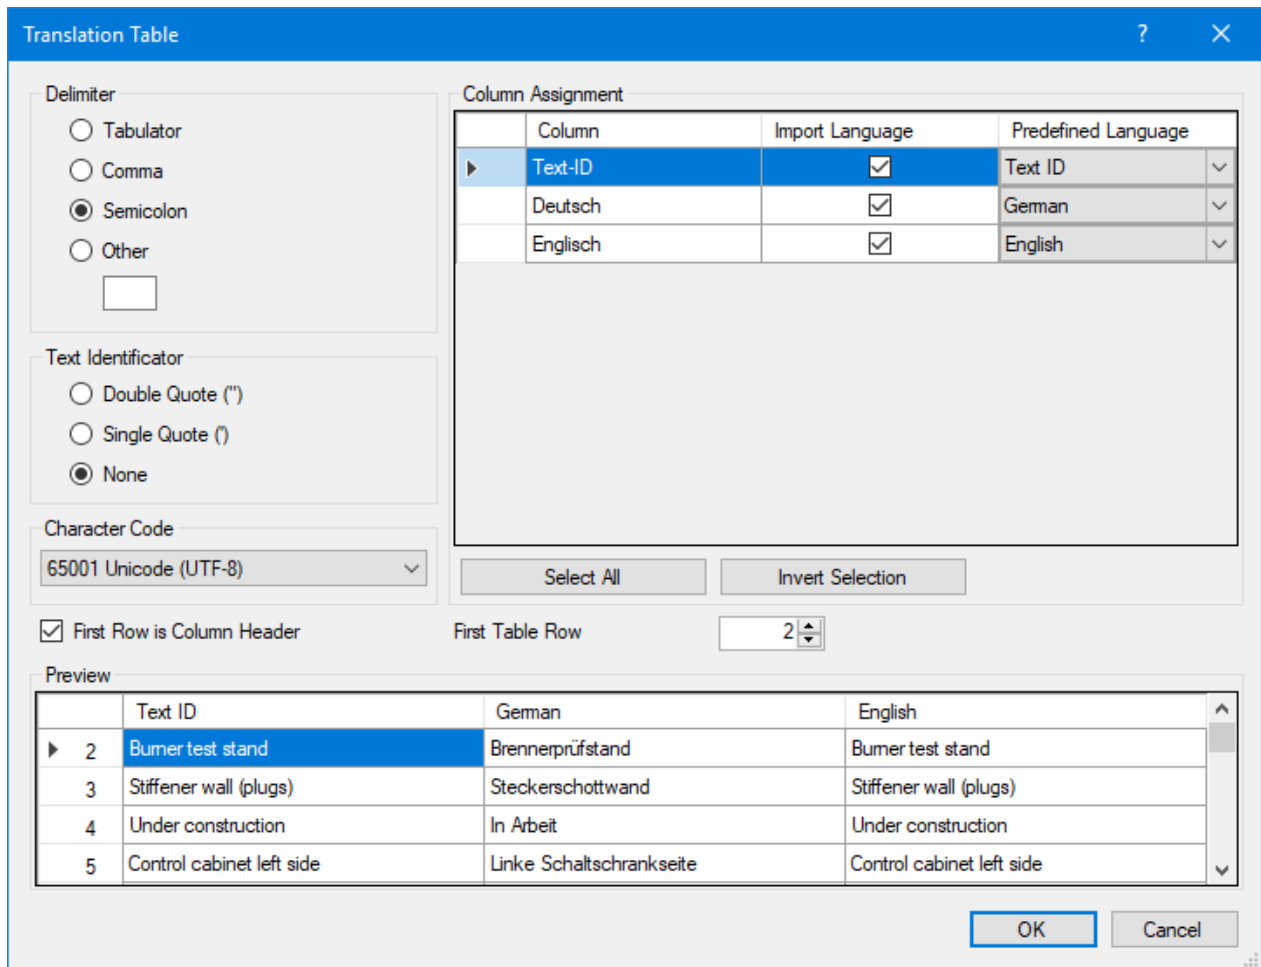 Translation Table ?
Delimiter
Tabulator
Comma
Semicolon
Other
Text Identificator
Double Quote (")
Single Quote (')
None
Character Code
65001 Unicode (UTF-8)
Column Assignment
Column Import Language Predefined Language
Text-ID Text ID
Deutsch German
Englisch English
Select All Invert Selection
First Row is Column Header First Table Row 2
Preview
Text ID German English
2 Burner test stand Brennerprüfstand Burner test stand
3 Stiffener wall (plugs) Steckerschottwand Stiffener wall (plugs)
4 Under construction In Arbeit Under construction
5 Control cabinet left side Linke Schaltschrankseite Control cabinet left side
OK Cancel